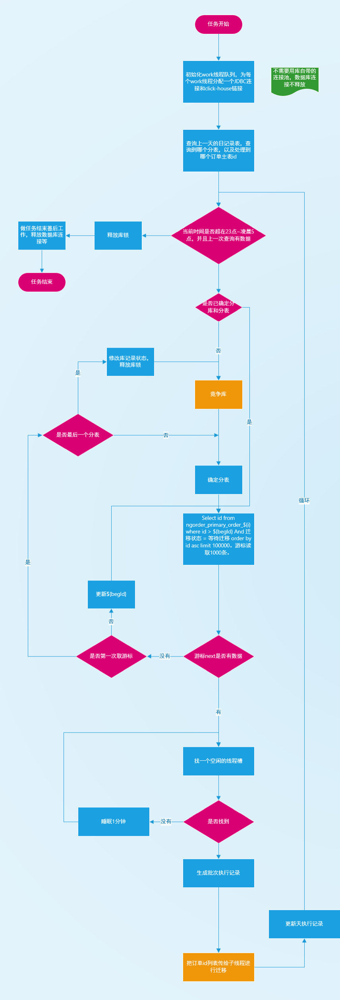 任务开始
初始化work线程队列，为每
个work线程分配一个JDBC连
接和click-house链接
不需要用库自带的
连接池，数据库连
接不释放
查询上一天的日记录表，查
询到哪个分表，以及处理到
哪个订单主表id
当前时间是否超在23点~凌晨5
点，并且上一次查询有数据
释放库锁
做任务结束善后工
作，释放数据库连
接等
任务结束
是否已确定分
库和分表
否
修改库记录状态，
释放库锁
是
竞争库
是
是否最后一个分表
否
确定分表
循环
Select id from
ngorder_primary_order_${i}
where id > ${begId} And 迁
移状态 = 等待迁移 order by
id asc limit 100000。游标读
取1000条。
是
更新${begId}
否
是否第一次取游标
没有
游标next是否有数据
有
找一个空闲的线程槽
睡眠1分钟
没有
是否找到
生成批次执行记录
更新天执行记录
把订单id列表传给子线程进
行迁移